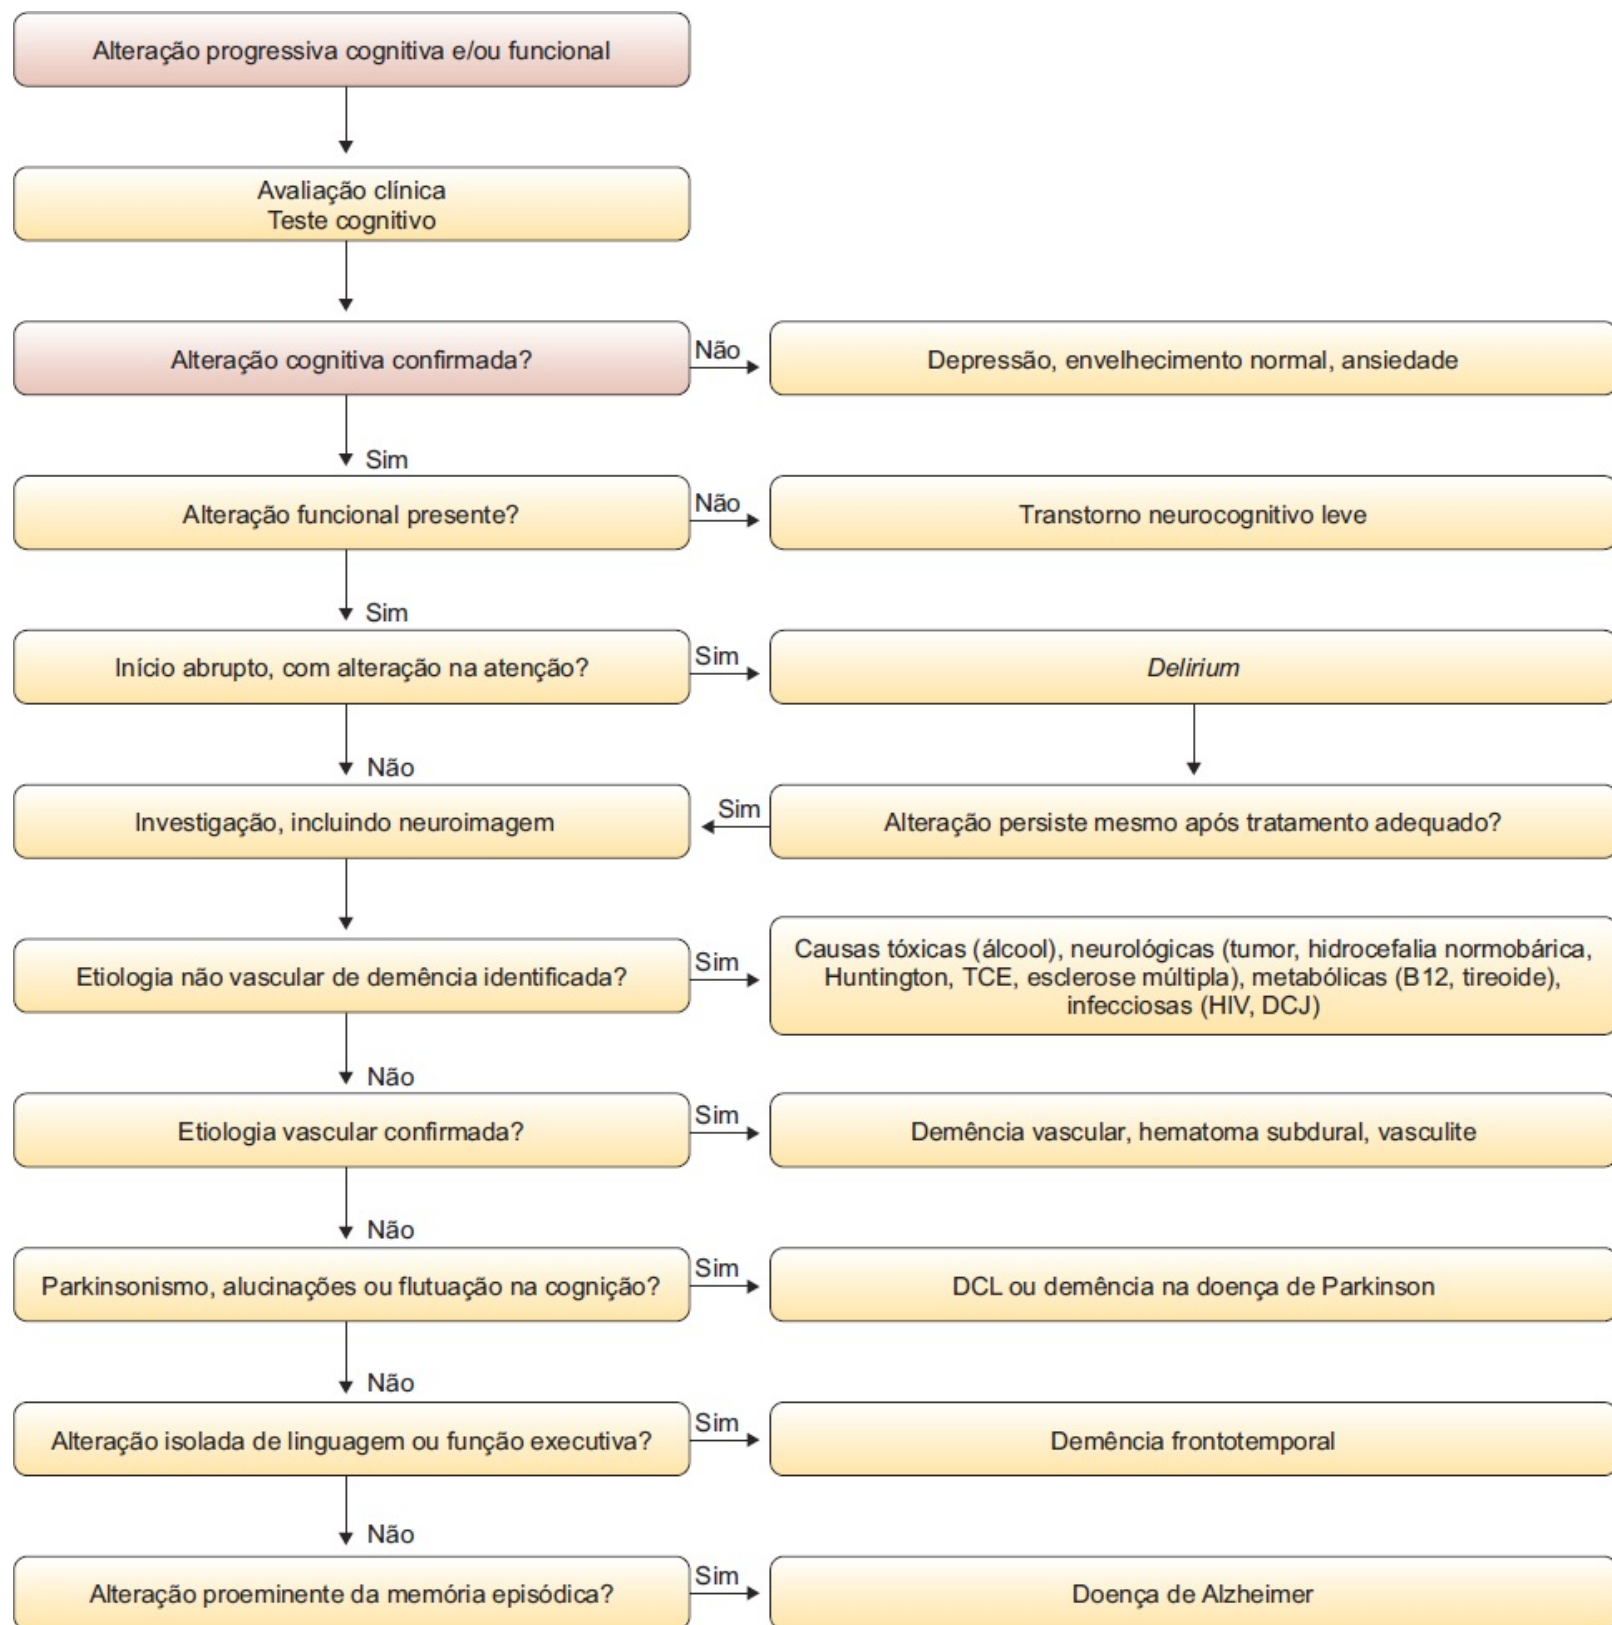 Alteração progressiva cognitiva e/ou funcional
Avaliação clínica
Teste cognitivo
Alteração cognitiva confirmada?
Não
Depressão, envelhecimento normal, ansiedade
Sim
Alteração funcional presente?
Não
Transtorno neurocognitivo leve
Sim
Início abrupto, com alteração na atenção?
Sim
Delirium
Não
Investigação, incluindo neuroimagem
Sim
Alteração persiste mesmo após tratamento adequado?
Etiologia não vascular de demência identificada?
Sim
Causas tóxicas (álcool), neurológicas (tumor, hidrocefalia normobárica,
Huntington, TCE, esclerose múltipla), metabólicas (B12, tireoide),
infecciosas (HIV, DCJ)
Não
Etiologia vascular confirmada?
Sim
Demência vascular, hematoma subdural, vasculite
Não
Parkinsonismo, alucinações ou flutuação na cognição?
Sim
DCL ou demência na doença de Parkinson
Não
Alteração isolada de linguagem ou função executiva?
Sim
Demência frontotemporal
Não
Alteração proeminente da memória episódica?
Sim
Doença de Alzheimer